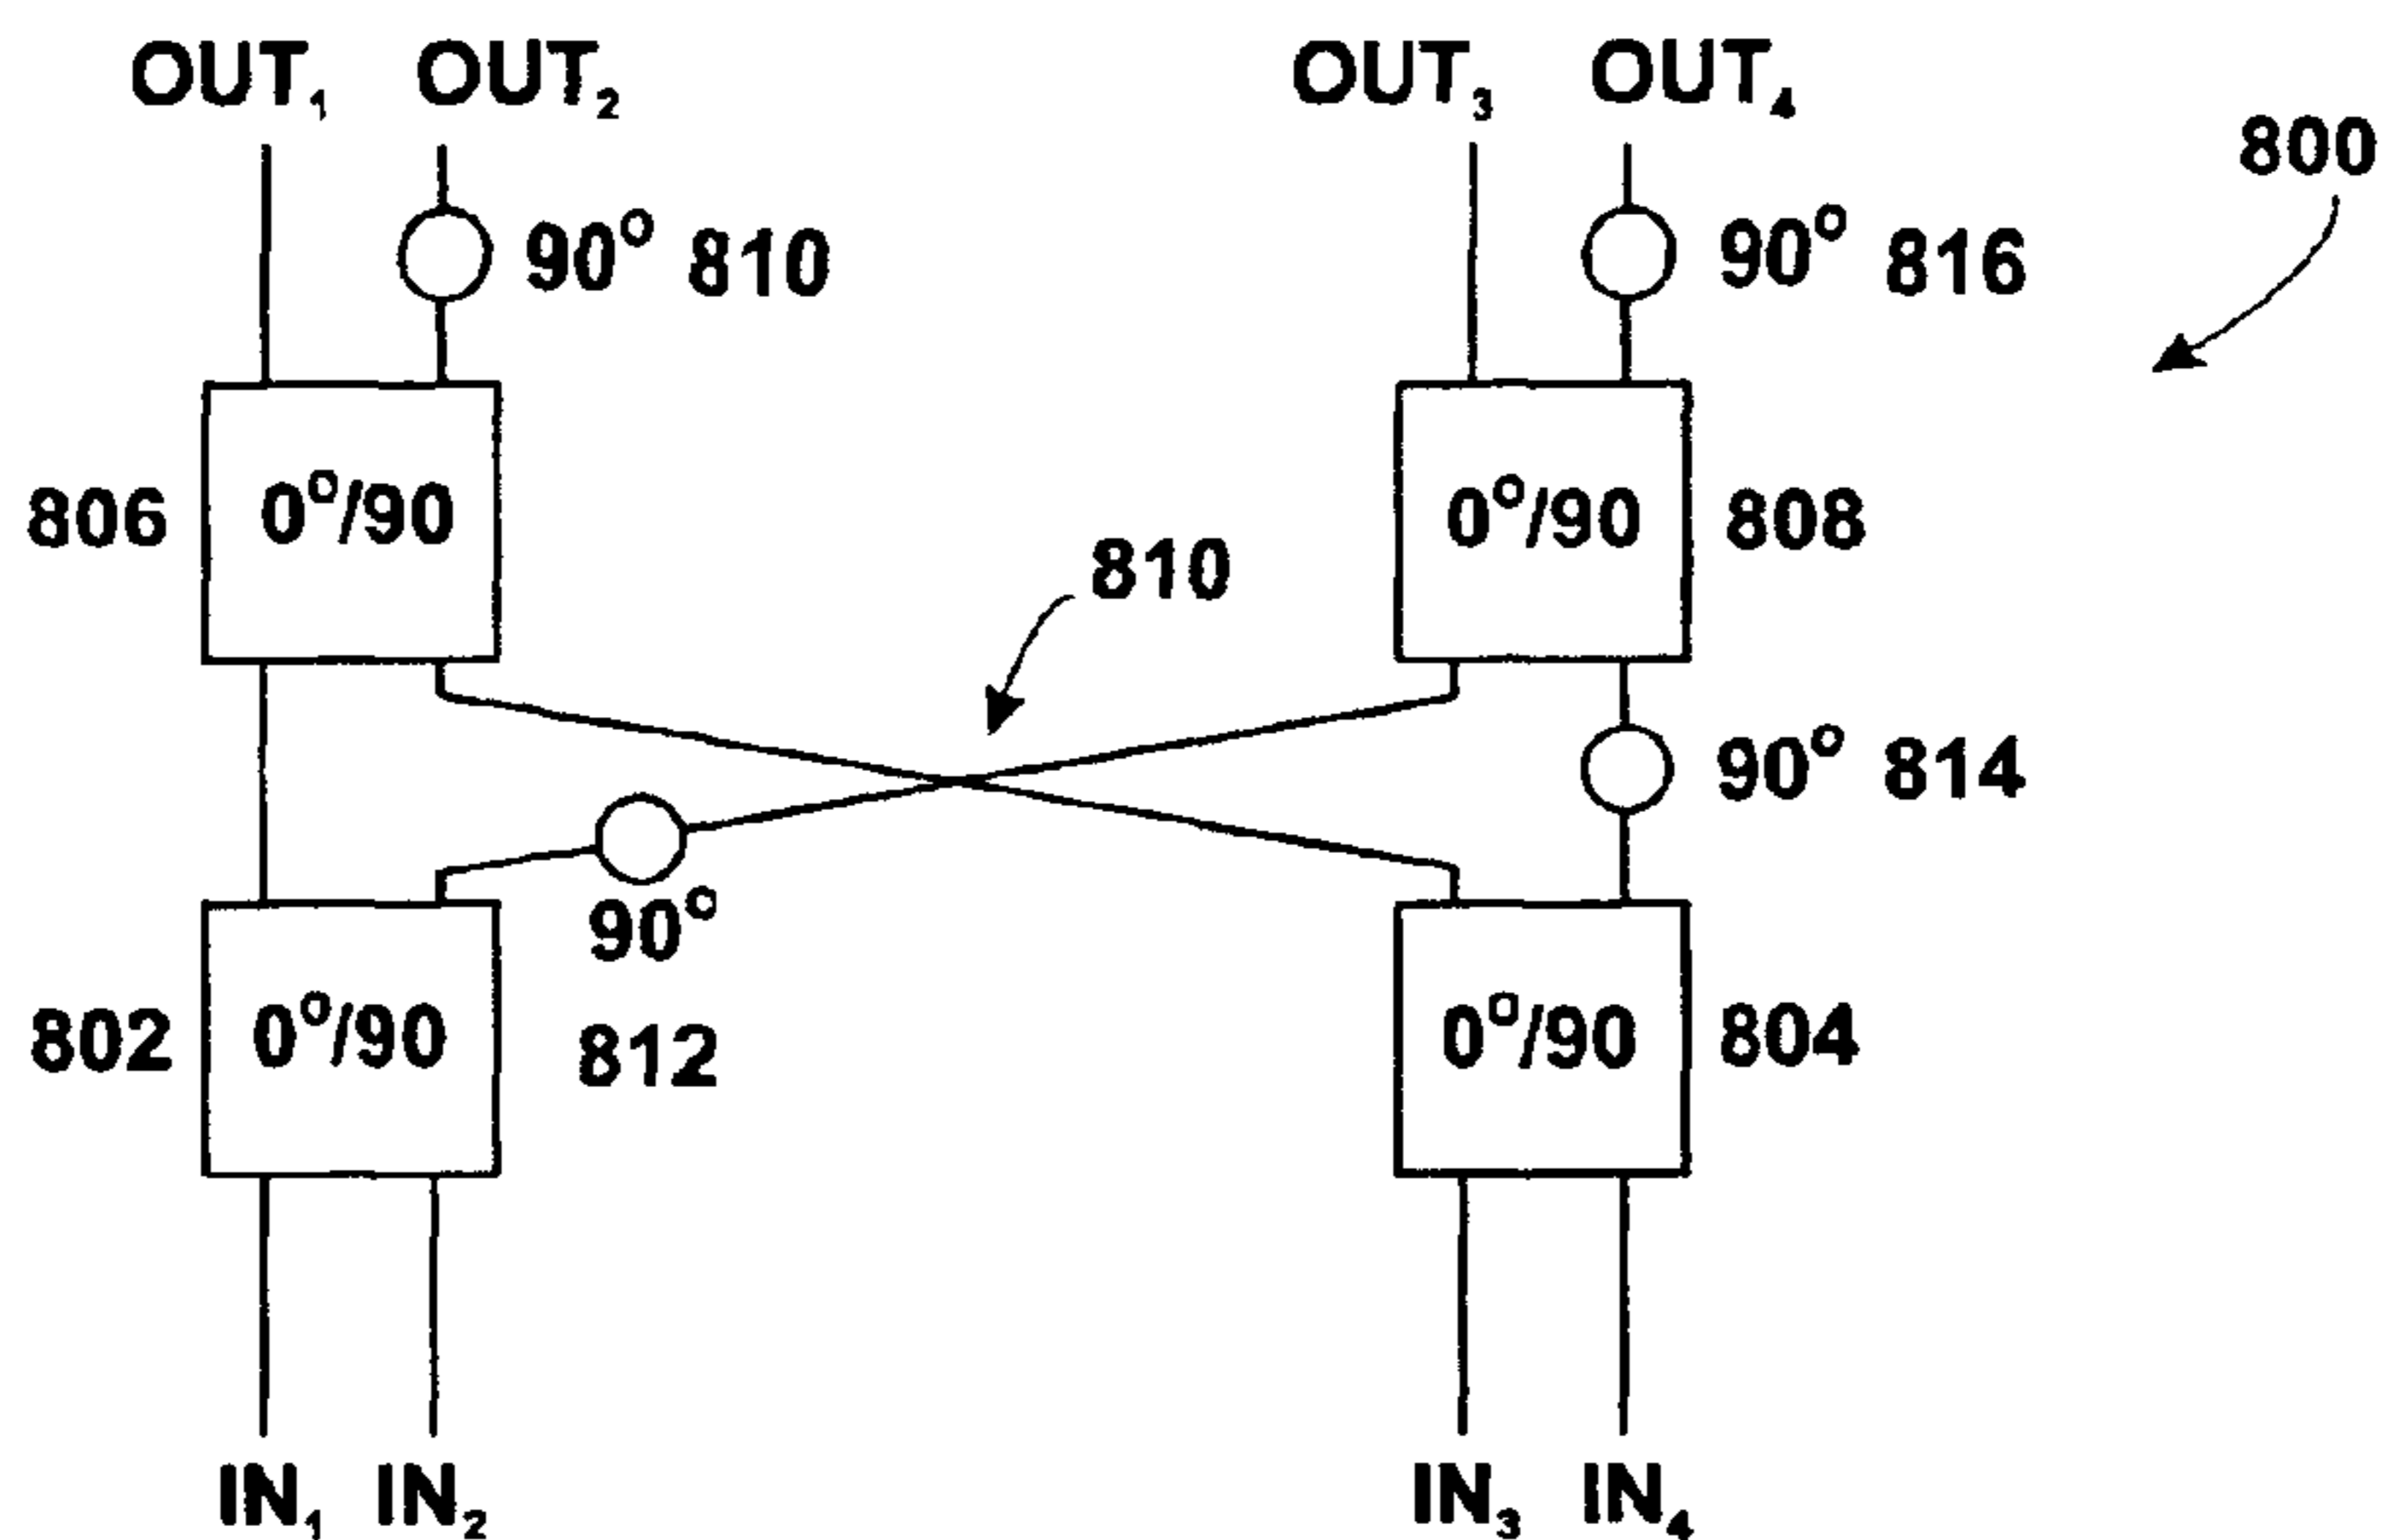 OUT₁ OUT₂ OUT₃ OUT₄
800
90° 810 90° 816
806 0°/90 0°/90 808
810
90° 814
90°
802 0°/90 812 0°/90 804
IN₁ IN₂ IN₃ IN₄